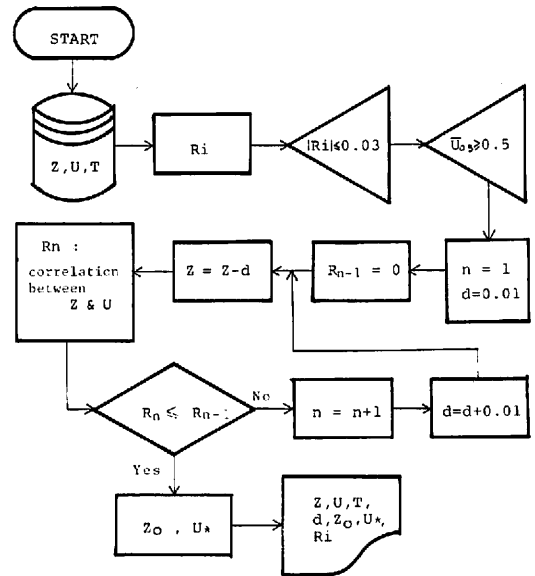 START
Z,U,T
Ri
|Ri|≤0.03
U̅₀.₅≥0.5
n = 1
d=0.01
Rn-1 = 0
Z = Z-d
Rn :
correlation
between
Z & U
Rn ≤ Rn-1
No
n = n+1
d=d+0.01
Yes
Zo , U*
Z,U,T,
d,Zo,U*,
Ri